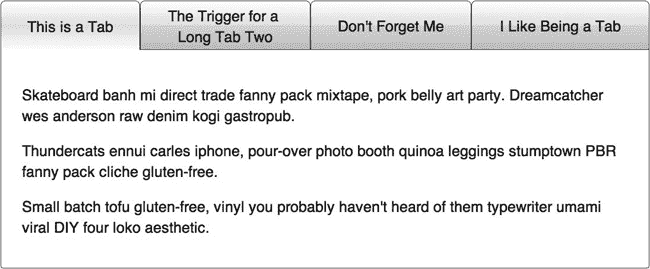 This is a Tab
The Trigger for a
Long Tab Two
Don't Forget Me
I Like Being a Tab
Skateboard banh mi direct trade fanny pack mixtape, pork belly art party. Dreamcatcher
wes anderson raw denim kogi gastropub.
Thundercats ennui carles iphone, pour-over photo booth quinoa leggings stumptown PBR
fanny pack cliche gluten-free.
Small batch tofu gluten-free, vinyl you probably haven't heard of them typewriter umami
viral DIY four loko aesthetic.